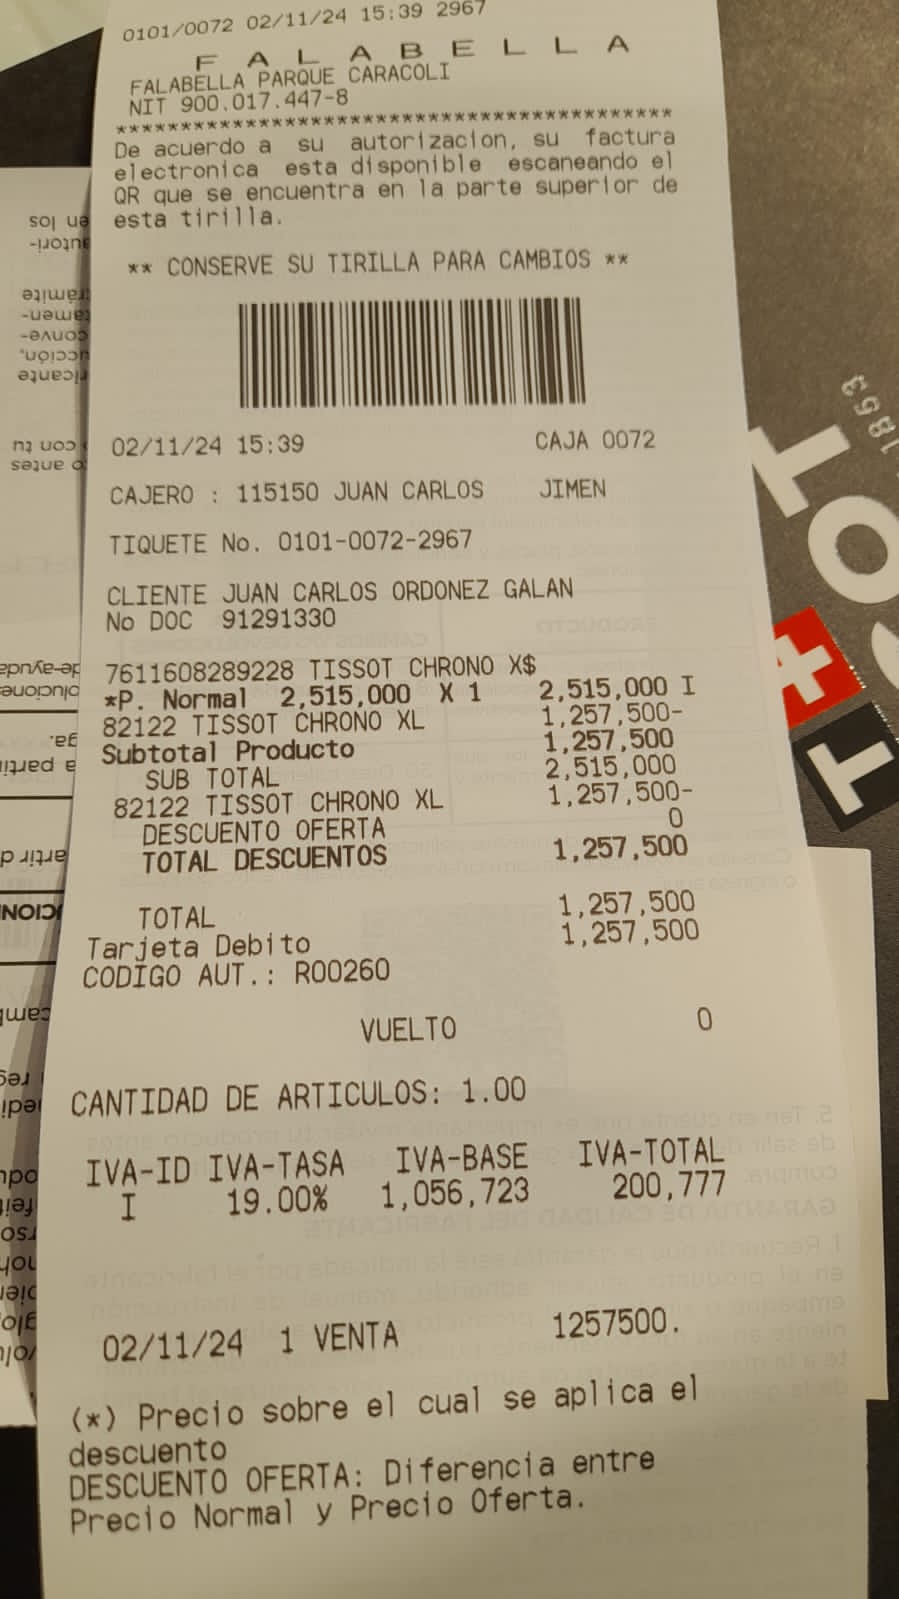 0101/0072 02/11/24 15:39 2967
F A L A B E L L A
FALABELLA PARQUE CARACOLI
NIT 900.017.447-8
********************************************
De acuerdo a su autorizacion, su factura
electronica esta disponible escaneando el
QR que se encuentra en la parte superior de
esta tirilla.
** CONSERVE SU TIRILLA PARA CAMBIOS **
02/11/24 15:39 CAJA 0072
CAJERO : 115150 JUAN CARLOS JIMEN
TIQUETE No. 0101-0072-2967
CLIENTE JUAN CARLOS ORDONEZ GALAN
No DOC 91291330
7611608289228 TISSOT CHRONO X$
*P. Normal 2,515,000 X 1 2,515,000 I
82122 TISSOT CHRONO XL 1,257,500-
Subtotal Producto 1,257,500
SUB TOTAL 2,515,000
82122 TISSOT CHRONO XL 1,257,500-
DESCUENTO OFERTA 0
TOTAL DESCUENTOS 1,257,500
TOTAL 1,257,500
Tarjeta Debito 1,257,500
CODIGO AUT.: R00260
VUELTO 0
CANTIDAD DE ARTICULOS: 1.00
IVA-ID IVA-TASA IVA-BASE IVA-TOTAL
I 19.00% 1,056,723 200,777
02/11/24 1 VENTA 1257500.
(*) Precio sobre el cual se aplica el
descuento
DESCUENTO OFERTA: Diferencia entre
Precio Normal y Precio Oferta.
1853